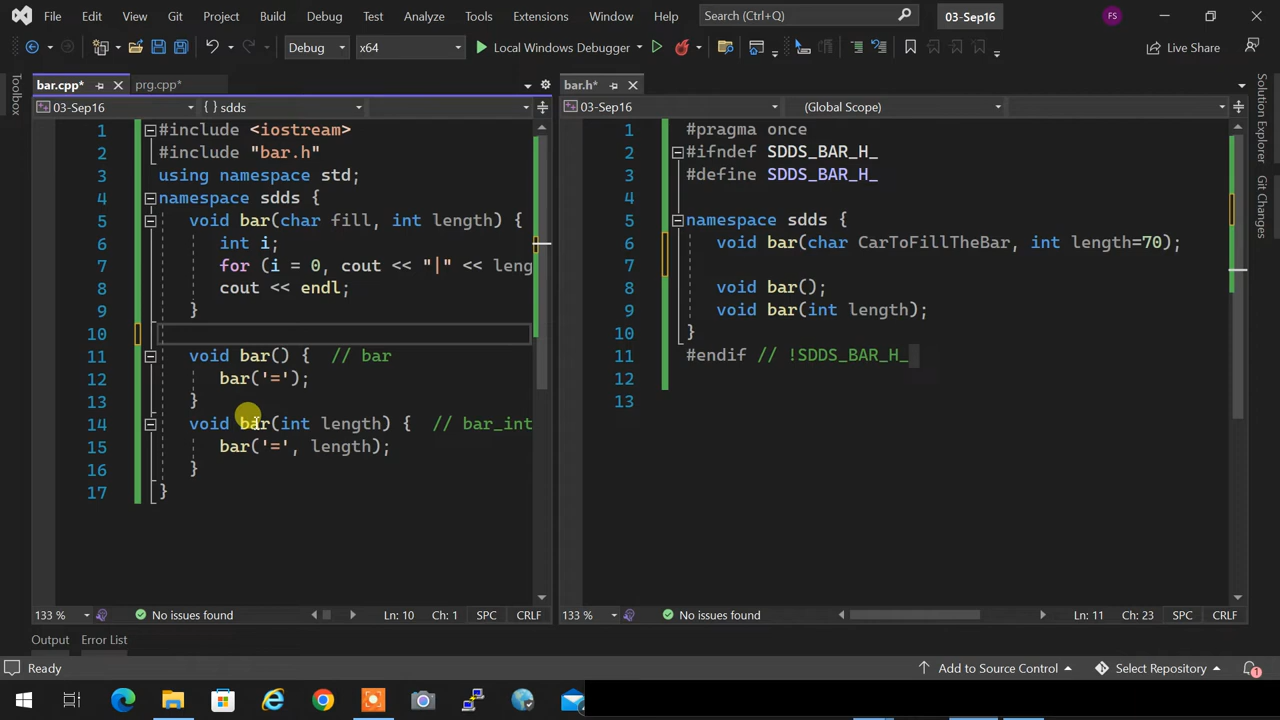 File Edit View Git Project Build Debug Test Analyze Tools Extensions Window Help Search (Ctrl+Q) 03-Sep16 FS
Debug x64 Local Windows Debugger Live Share
Toolbox
bar.cpp* prg.cpp*
03-Sep16 {} sdds
1 #include <iostream>
2 #include "bar.h"
3 using namespace std;
4 namespace sdds {
5 void bar(char fill, int length) {
6 int i;
7 for (i = 0, cout << "|" << leng
8 cout << endl;
9 }
10
11 void bar() { // bar
12 bar('=');
13 }
14 void bar(int length) { // bar_int
15 bar('=', length);
16 }
17 }
133 % No issues found Ln: 10 Ch: 1 SPC CRLF
bar.h*
03-Sep16 (Global Scope)
1 #pragma once
2 #ifndef SDDS_BAR_H_
3 #define SDDS_BAR_H_
4
5 namespace sdds {
6 void bar(char CarToFillTheBar, int length=70);
7
8 void bar();
9 void bar(int length);
10 }
11 #endif // !SDDS_BAR_H_
12
13
133 % No issues found Ln: 11 Ch: 23 SPC CRLF
Solution Explorer
Git Changes
Output Error List
Ready Add to Source Control Select Repository 1